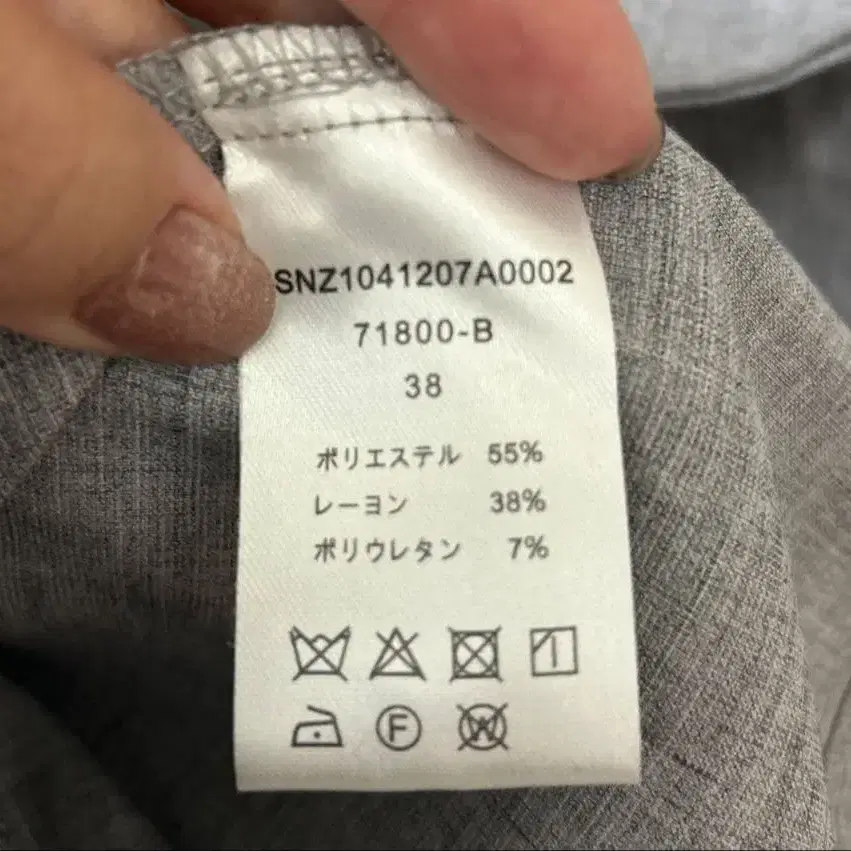 SNZ1041207A0002
71800-B
38
ポリエステル 55%
レーヨン 38%
ポリウレタン 7%
F W